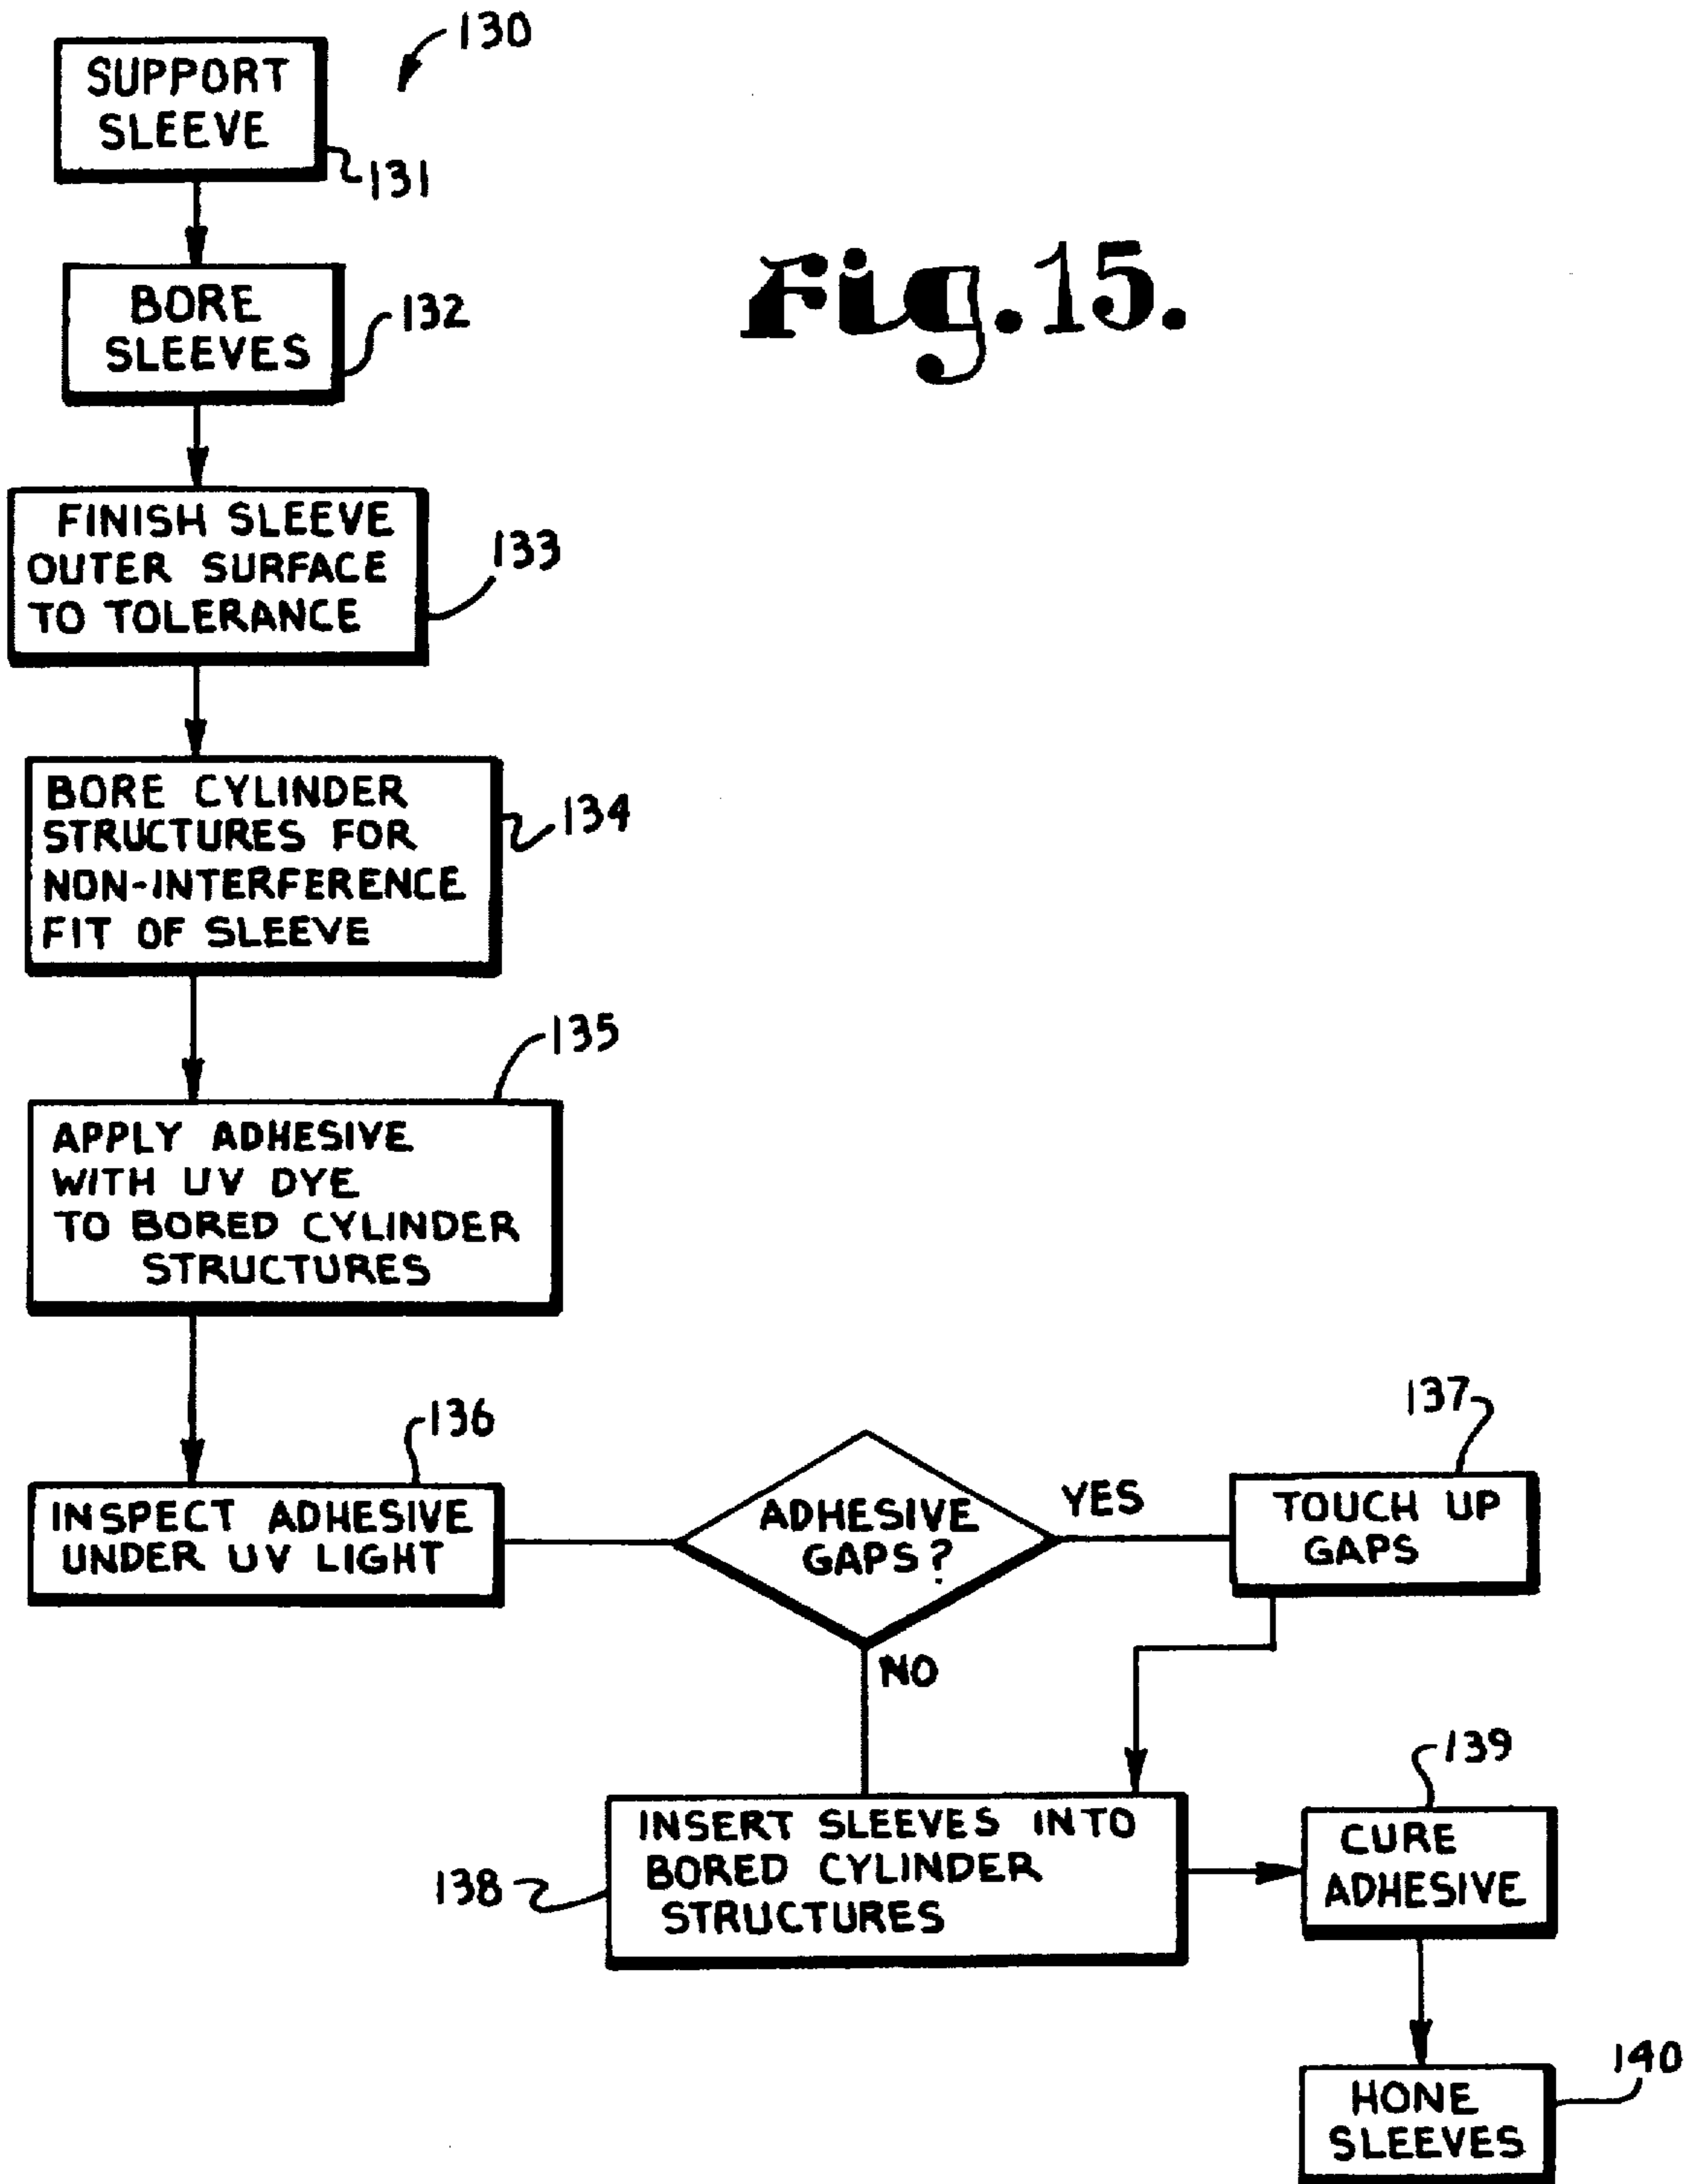 130
SUPPORT
SLEEVE
131
BORE
SLEEVES
132
Fig.15.
FINISH SLEEVE
OUTER SURFACE
TO TOLERANCE
133
BORE CYLINDER
STRUCTURES FOR
NON-INTERFERENCE
FIT OF SLEEVE
134
135
APPLY ADHESIVE
WITH UV DYE
TO BORED CYLINDER
STRUCTURES
136
INSPECT ADHESIVE
UNDER UV LIGHT
ADHESIVE
GAPS?
YES
137
TOUCH UP
GAPS
NO
138
INSERT SLEEVES INTO
BORED CYLINDER
STRUCTURES
139
CURE
ADHESIVE
140
HONE
SLEEVES